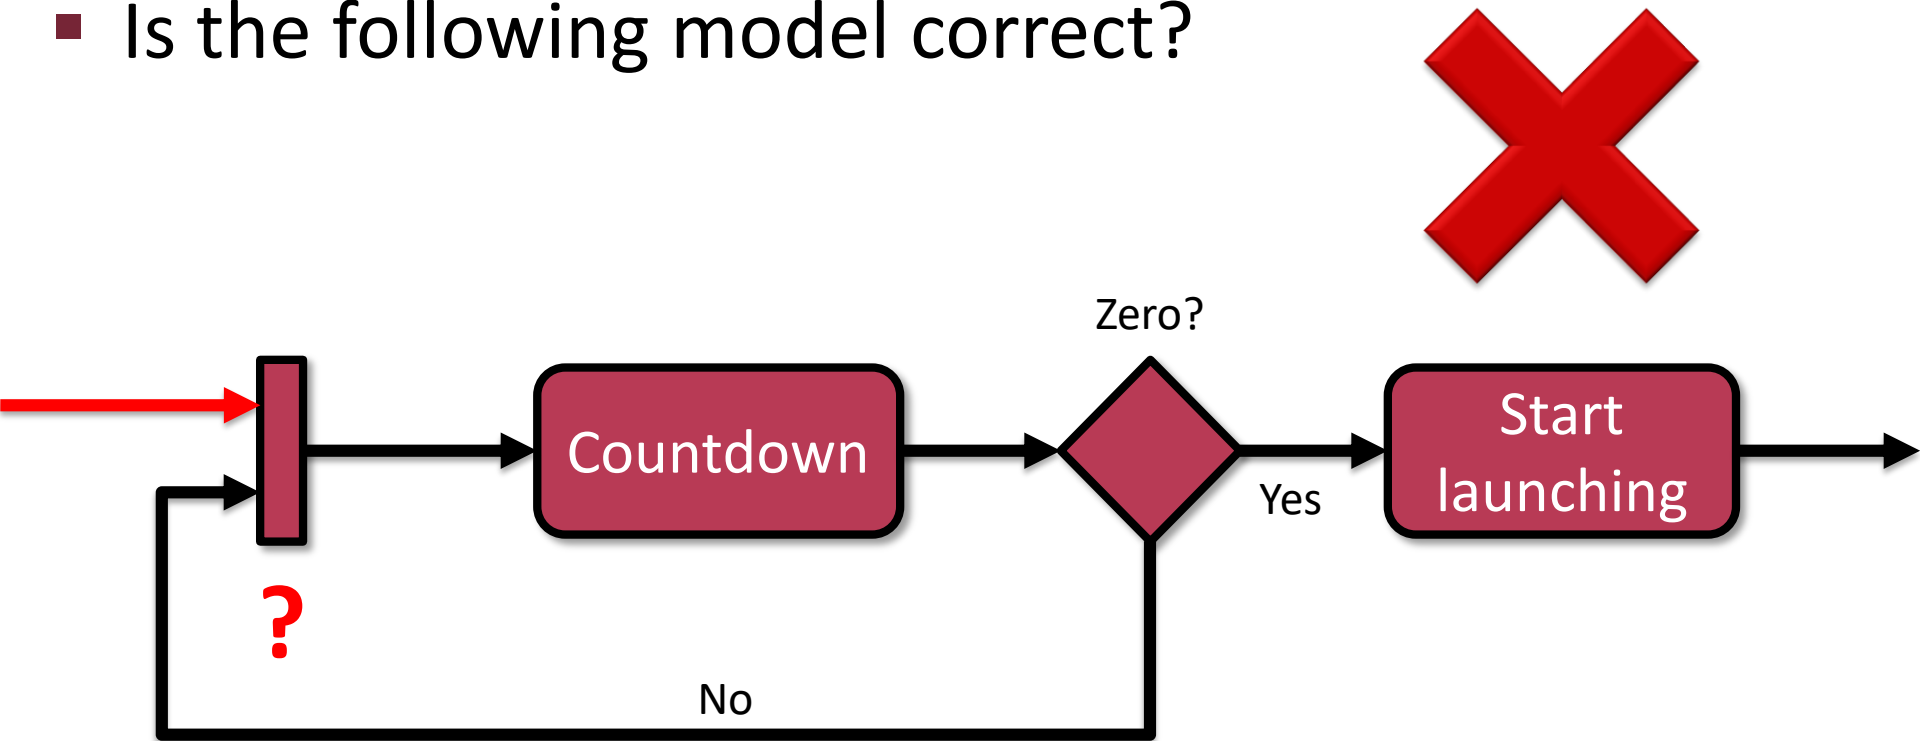 ▪ Is the following model correct?
Zero?
Countdown
Start
launching
Yes
?
No